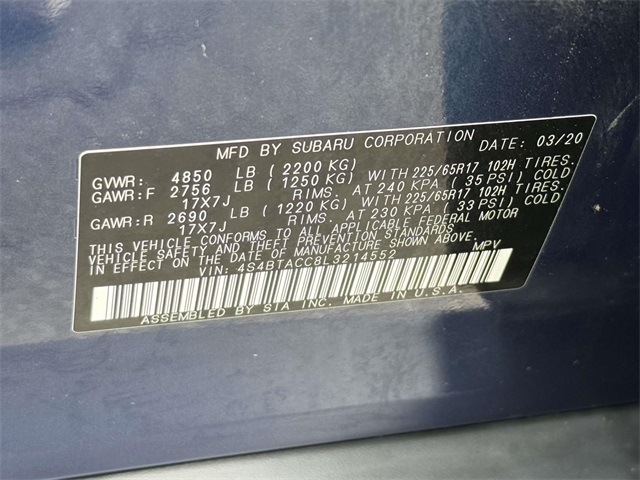 MFD BY SUBARU CORPORATION DATE: 03/20
GVWR: 4850 LB (2200 KG)
GAWR:F 2756 LB (1250 KG) WITH 225/65R17 102H TIRES.
17X7J RIMS. AT 240 KPA (35 PSI) COLD
GAWR:R 2690 LB (1220 KG) WITH 225/65R17 102H TIRES.
17X7J RIMS. AT 230 KPA (33 PSI) COLD
THIS VEHICLE CONFORMS TO ALL APPLICABLE FEDERAL MOTOR
VEHICLE SAFETY AND THEFT PREVENTION STANDARDS
IN EFFECT ON THE DATE OF MANUFACTURE SHOWN ABOVE.
VIN: 4S4BTACC8L3214552 MPV
ASSEMBLED BY SIA INC. MADE IN U.S.A.